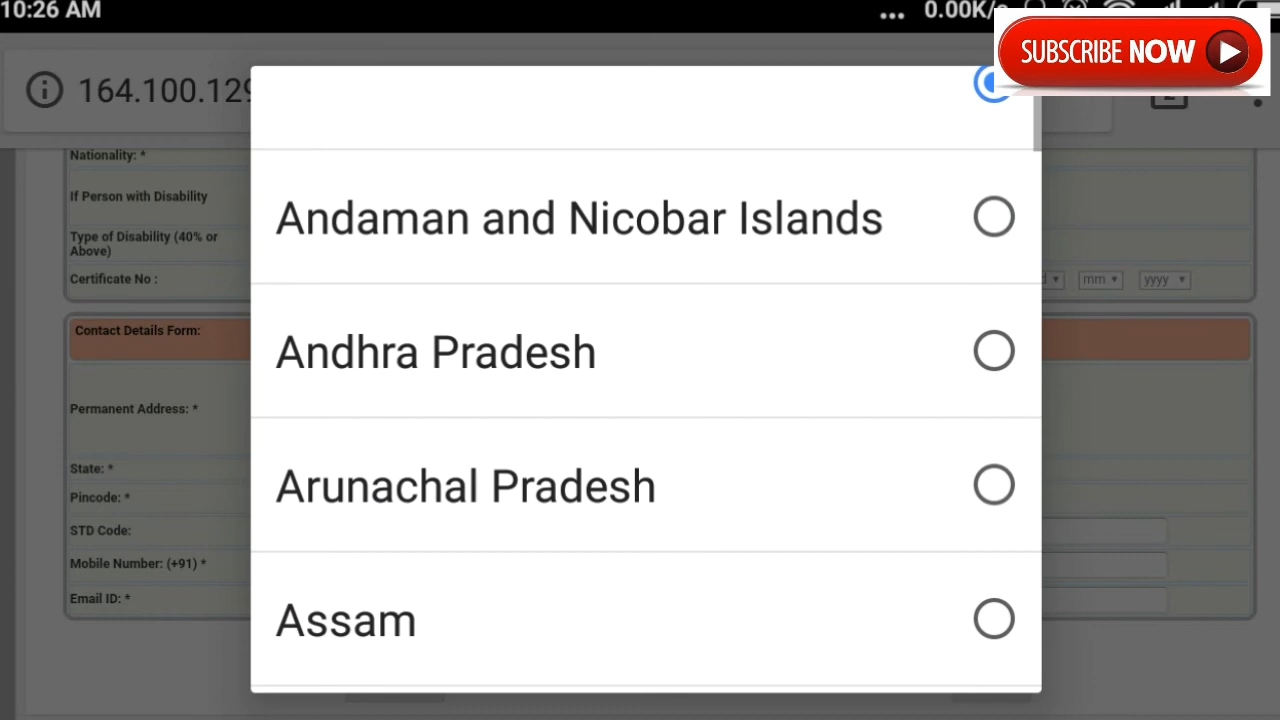 10:26 AM
... 0.00K/s
SUBSCRIBE NOW
164.100.129
Nationality: *
If Person with Disability
Type of Disability (40% or
Above)
Certificate No :
mm
yyyy
Contact Details Form:
Permanent Address: *
State: *
Pincode: *
STD Code:
Mobile Number: (+91) *
Email ID: *
Andaman and Nicobar Islands
Andhra Pradesh
Arunachal Pradesh
Assam